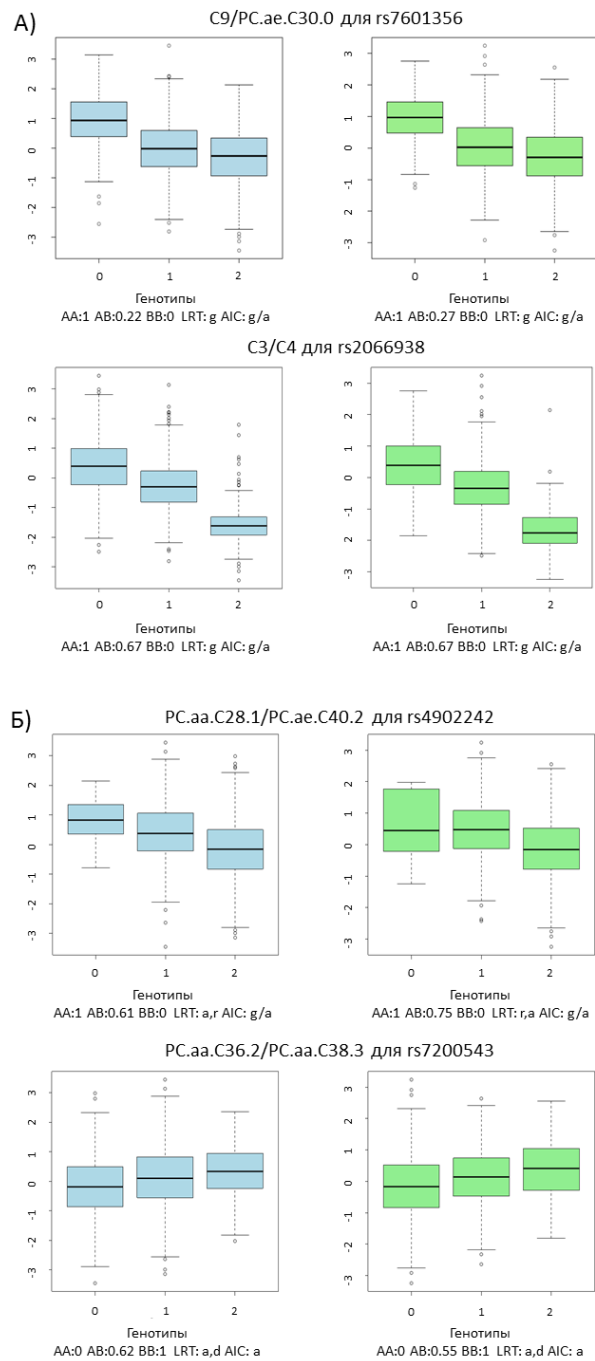 А)
C9/PC.ae.C30.0 для rs7601356
3
2
1
0
-1
-2
-3
0 1 2
Генотипы
AA:1 AB:0.22 BB:0 LRT: g AIC: g/a
3
2
1
0
-1
2
-3
0 1 2
Генотипы
AA:1 AB:0.27 BB:0 LRT: g AIC: g/a
C3/C4 для rs2066938
3
2
1
0
-1
-2
-3
0 1 2
Генотипы
AA:1 AB:0.67 BB:0 LRT: g AIC: g/a
3
2
1
0
-1
-2
-3
0 1 2
Генотипы
AA:1 AB:0.67 BB:0 LRT: g AIC: g/a
Б)
PC.aa.C28.1/PC.ae.C40.2 для rs4902242
3
2
1
0
-1
-2
-3
0 1 2
Генотипы
AA:1 AB:0.61 BB:0 LRT: a,r AIC: g/a
3
2
1
0
-1
-2
-3
0 1 2
Генотипы
AA:1 AB:0.75 BB:0 LRT: r,a AIC: g/a
PC.aa.C36.2/PC.aa.C38.3 для rs7200543
3
2
1
0
-1
-2
-3
0 1 2
Генотипы
AA:0 AB:0.62 BB:1 LRT: a,d AIC: a
3
2
1
0
-1
-2
-3
0 1 2
Генотипы
AA:0 AB:0.55 BB:1 LRT: a,d AIC: a